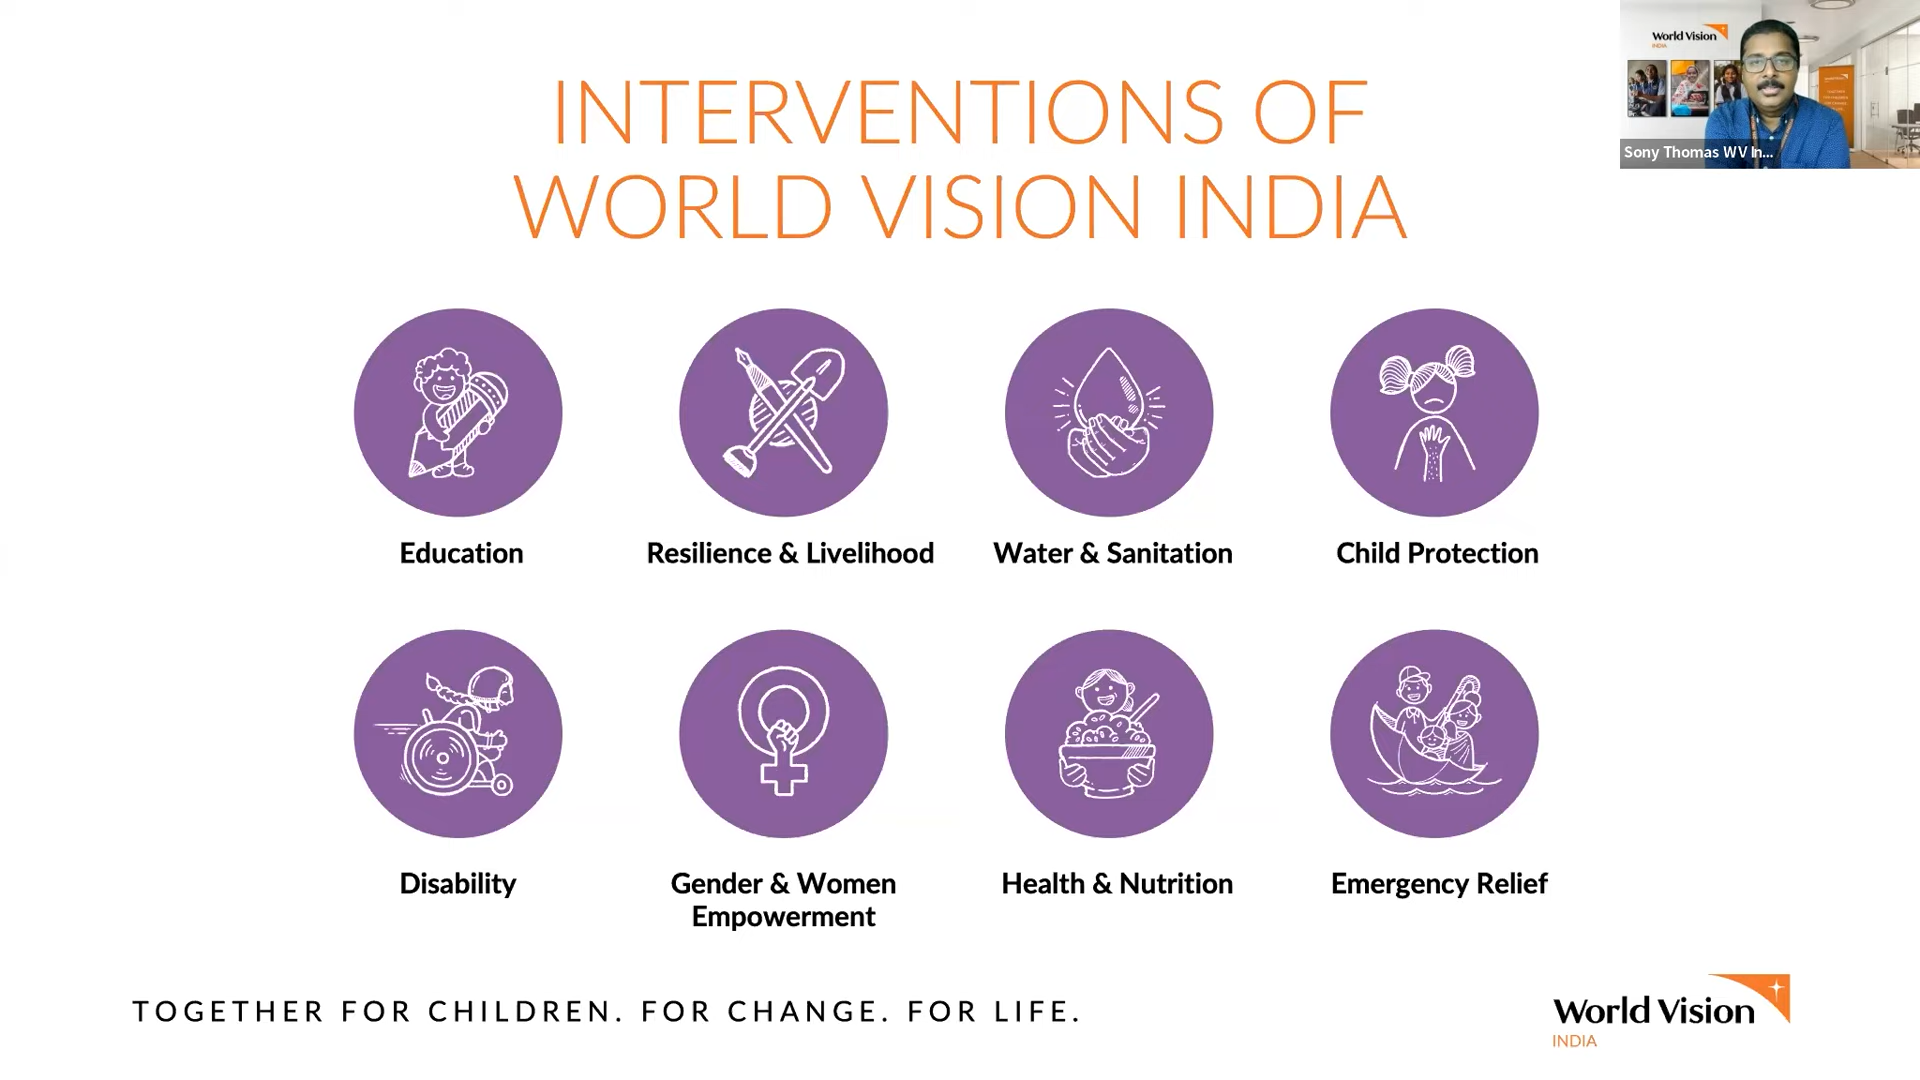 INTERVENTIONS OF
WORLD VISION INDIA
World Vision
INDIA
Sony Thomas WV In...
Education
Resilience & Livelihood
Water & Sanitation
Child Protection
Disability
Gender & Women
Empowerment
Health & Nutrition
Emergency Relief
TOGETHER FOR CHILDREN. FOR CHANGE. FOR LIFE.
World Vision
INDIA